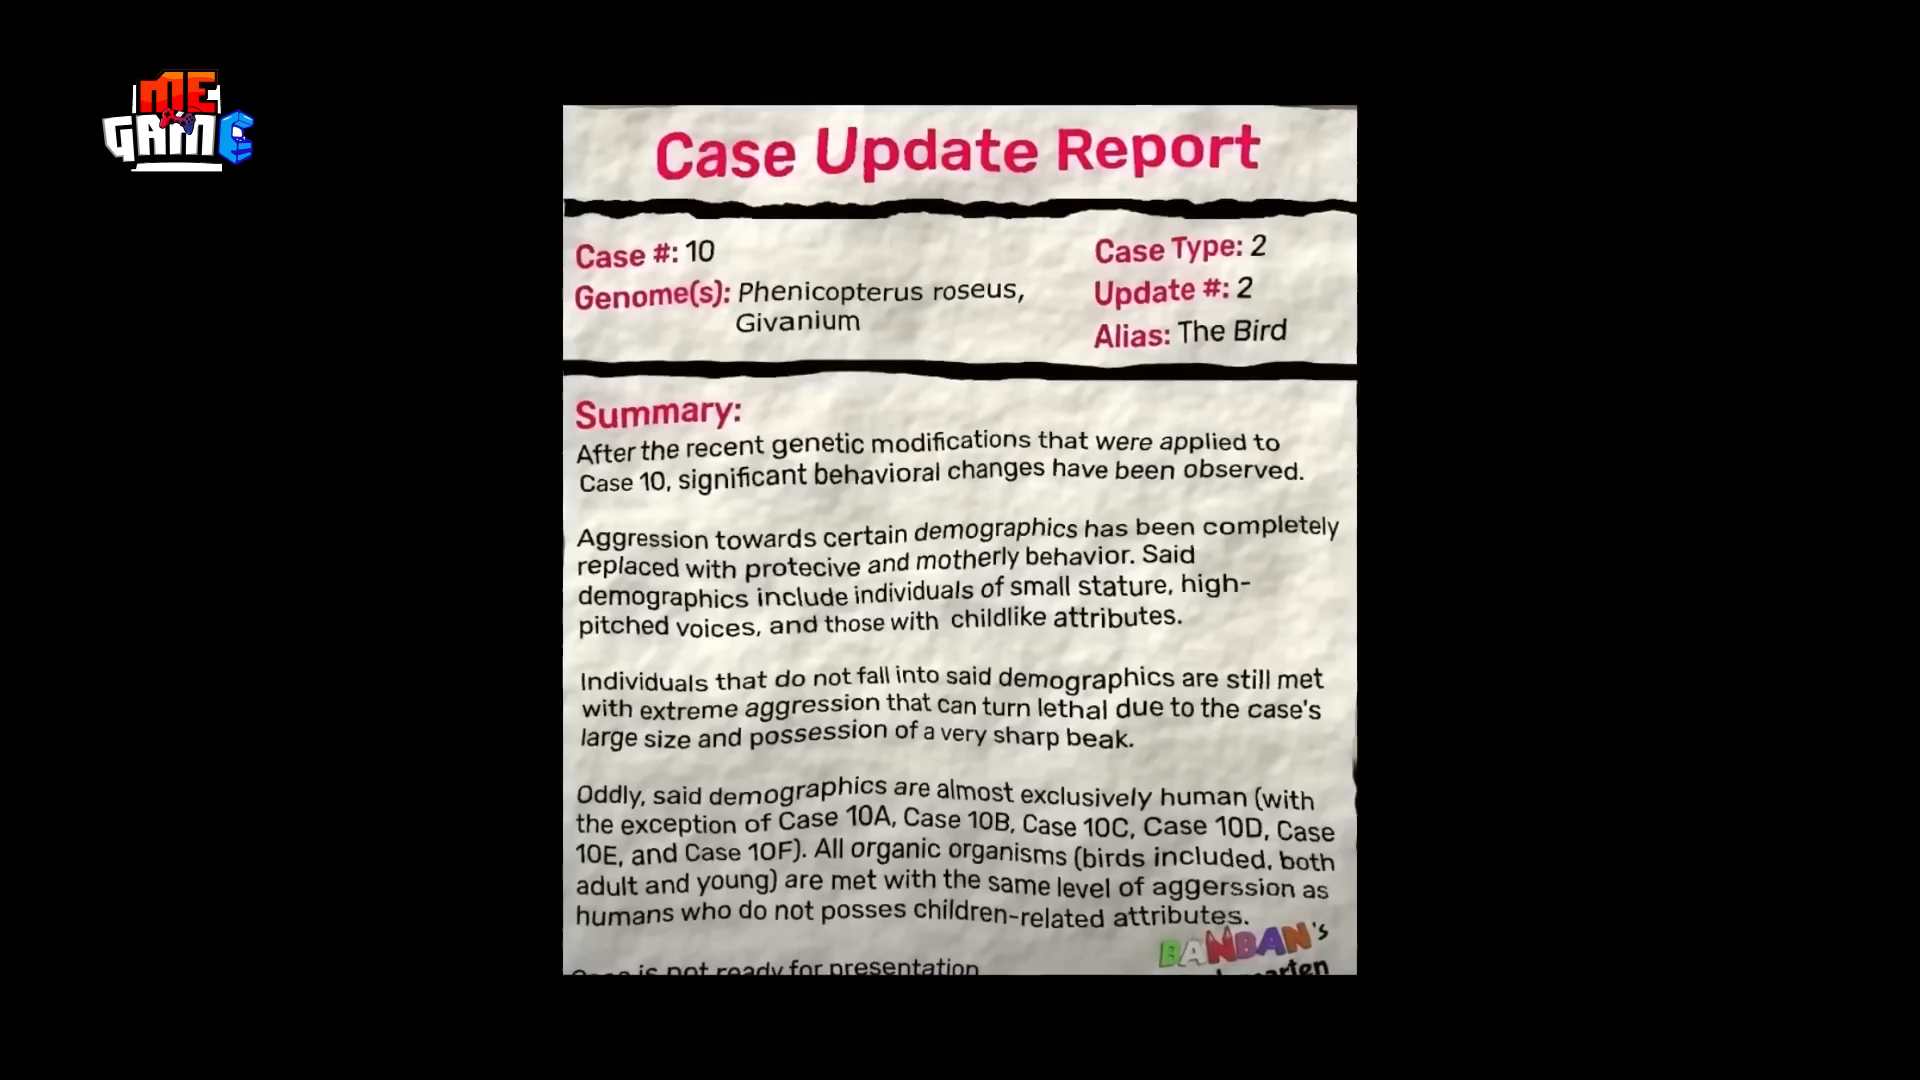 ME
GAME
Case Update Report
Case #: 10
Case Type: 2
Genome(s): Phenicopterus roseus,
Givanium
Update #: 2
Alias: The Bird
Summary:
After the recent genetic modifications that were applied to
Case 10, significant behavioral changes have been observed.
Aggression towards certain demographics has been completely
replaced with protecive and motherly behavior. Said
demographics include individuals of small stature, high-
pitched voices, and those with childlike attributes.
Individuals that do not fall into said demographics are still met
with extreme aggression that can turn lethal due to the case's
large size and possession of a very sharp beak.
Oddly, said demographics are almost exclusively human (with
the exception of Case 10A, Case 10B, Case 10C, Case 10D, Case
10E, and Case 10F). All organic organisms (birds included, both
adult and young) are met with the same level of aggerssion as
humans who do not posses children-related attributes.
BANBAN's
is not ready for presentation